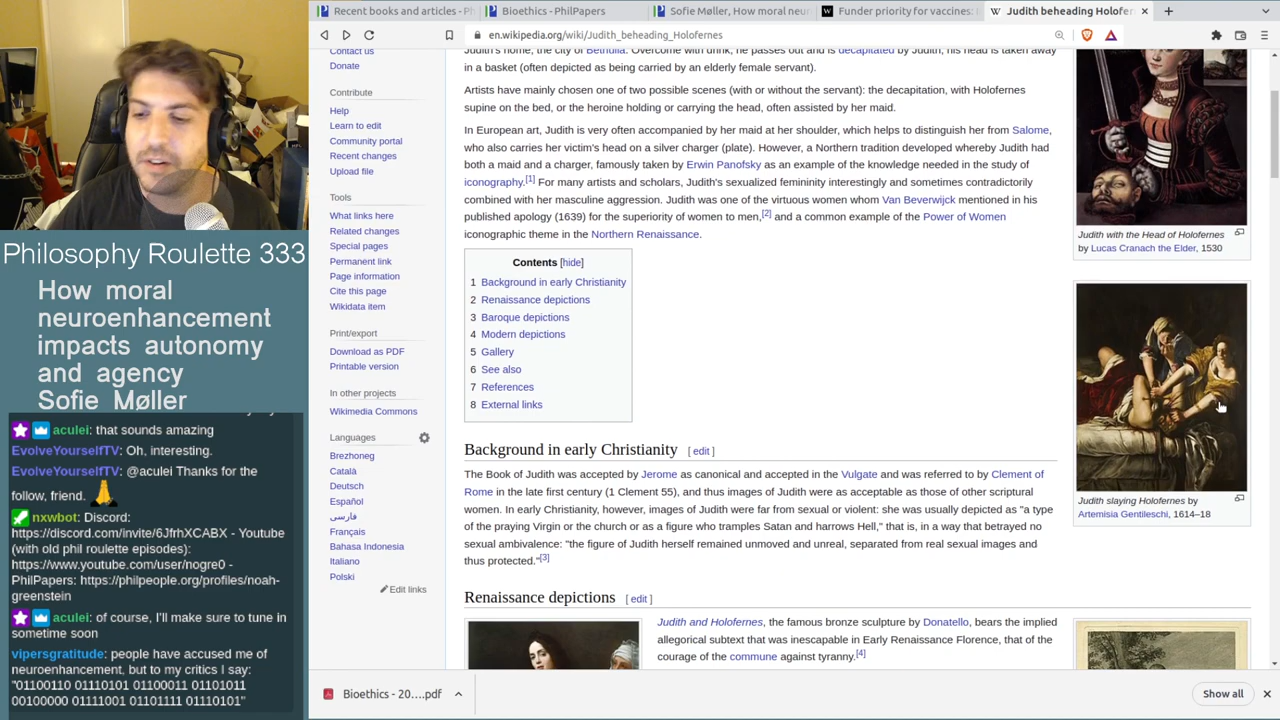 Recent books and articles - Ph
Bioethics - PhilPapers
Sofie Møller, How moral neur
Funder priority for vaccines:
Judith beheading Holofer
en.wikipedia.org/wiki/Judith_beheading_Holofernes
Contact us
Donate
Contribute
Help
Learn to edit
Community portal
Recent changes
Upload file
Tools
What links here
Related changes
Special pages
Permanent link
Page information
Cite this page
Wikidata item
Print/export
Download as PDF
Printable version
In other projects
Wikimedia Commons
Languages
Brezhoneg
Català
Deutsch
Español
فارسی
Français
Bahasa Indonesia
Italiano
Polski
Edit links
Judith's home, the city of Bethulia. Overcome with drink, he passes out and is decapitated by Judith; his head is taken away
in a basket (often depicted as being carried by an elderly female servant).
Artists have mainly chosen one of two possible scenes (with or without the servant): the decapitation, with Holofernes
supine on the bed, or the heroine holding or carrying the head, often assisted by her maid.
In European art, Judith is very often accompanied by her maid at her shoulder, which helps to distinguish her from Salome,
who also carries her victim's head on a silver charger (plate). However, a Northern tradition developed whereby Judith had
both a maid and a charger, famously taken by Erwin Panofsky as an example of the knowledge needed in the study of
iconography.[1] For many artists and scholars, Judith's sexualized femininity interestingly and sometimes contradictorily
combined with her masculine aggression. Judith was one of the virtuous women whom Van Beverwijck mentioned in his
published apology (1639) for the superiority of women to men,[2] and a common example of the Power of Women
iconographic theme in the Northern Renaissance.
Contents [hide]
1 Background in early Christianity
2 Renaissance depictions
3 Baroque depictions
4 Modern depictions
5 Gallery
6 See also
7 References
8 External links
Background in early Christianity [ edit ]
The Book of Judith was accepted by Jerome as canonical and accepted in the Vulgate and was referred to by Clement of
Rome in the late first century (1 Clement 55), and thus images of Judith were as acceptable as those of other scriptural
women. In early Christianity, however, images of Judith were far from sexual or violent: she was usually depicted as "a type
of the praying Virgin or the church or as a figure who tramples Satan and harrows Hell," that is, in a way that betrayed no
sexual ambivalence: "the figure of Judith herself remained unmoved and unreal, separated from real sexual images and
thus protected."[3]
Renaissance depictions [ edit ]
Judith and Holofernes, the famous bronze sculpture by Donatello, bears the implied
allegorical subtext that was inescapable in Early Renaissance Florence, that of the
courage of the commune against tyranny.[4]
Judith with the Head of Holofernes
by Lucas Cranach the Elder, 1530
Judith slaying Holofernes by
Artemisia Gentileschi, 1614–18
Philosophy Roulette 333
How moral
neuroenhancement
impacts autonomy
and agency
Sofie Møller
aculei: that sounds amazing
EvolveYourselfTV: Oh, interesting.
EvolveYourselfTV: @aculei Thanks for the
follow, friend.
nxwbot: Discord:
https://discord.com/invite/6JfrhXCABX - Youtube
(with old phil roulette episodes):
https://www.youtube.com/user/nogre0 -
PhilPapers: https://philpeople.org/profiles/noah-
greenstein
aculei: of course, I'll make sure to tune in
sometime soon
vipersgratitude: people have accused me of
neuroenhancement, but to my critics I say:
"01100110 01110101 01100011 01101011
00100000 01111001 01101111 01110101"
Bioethics - 20....pdf
Show all